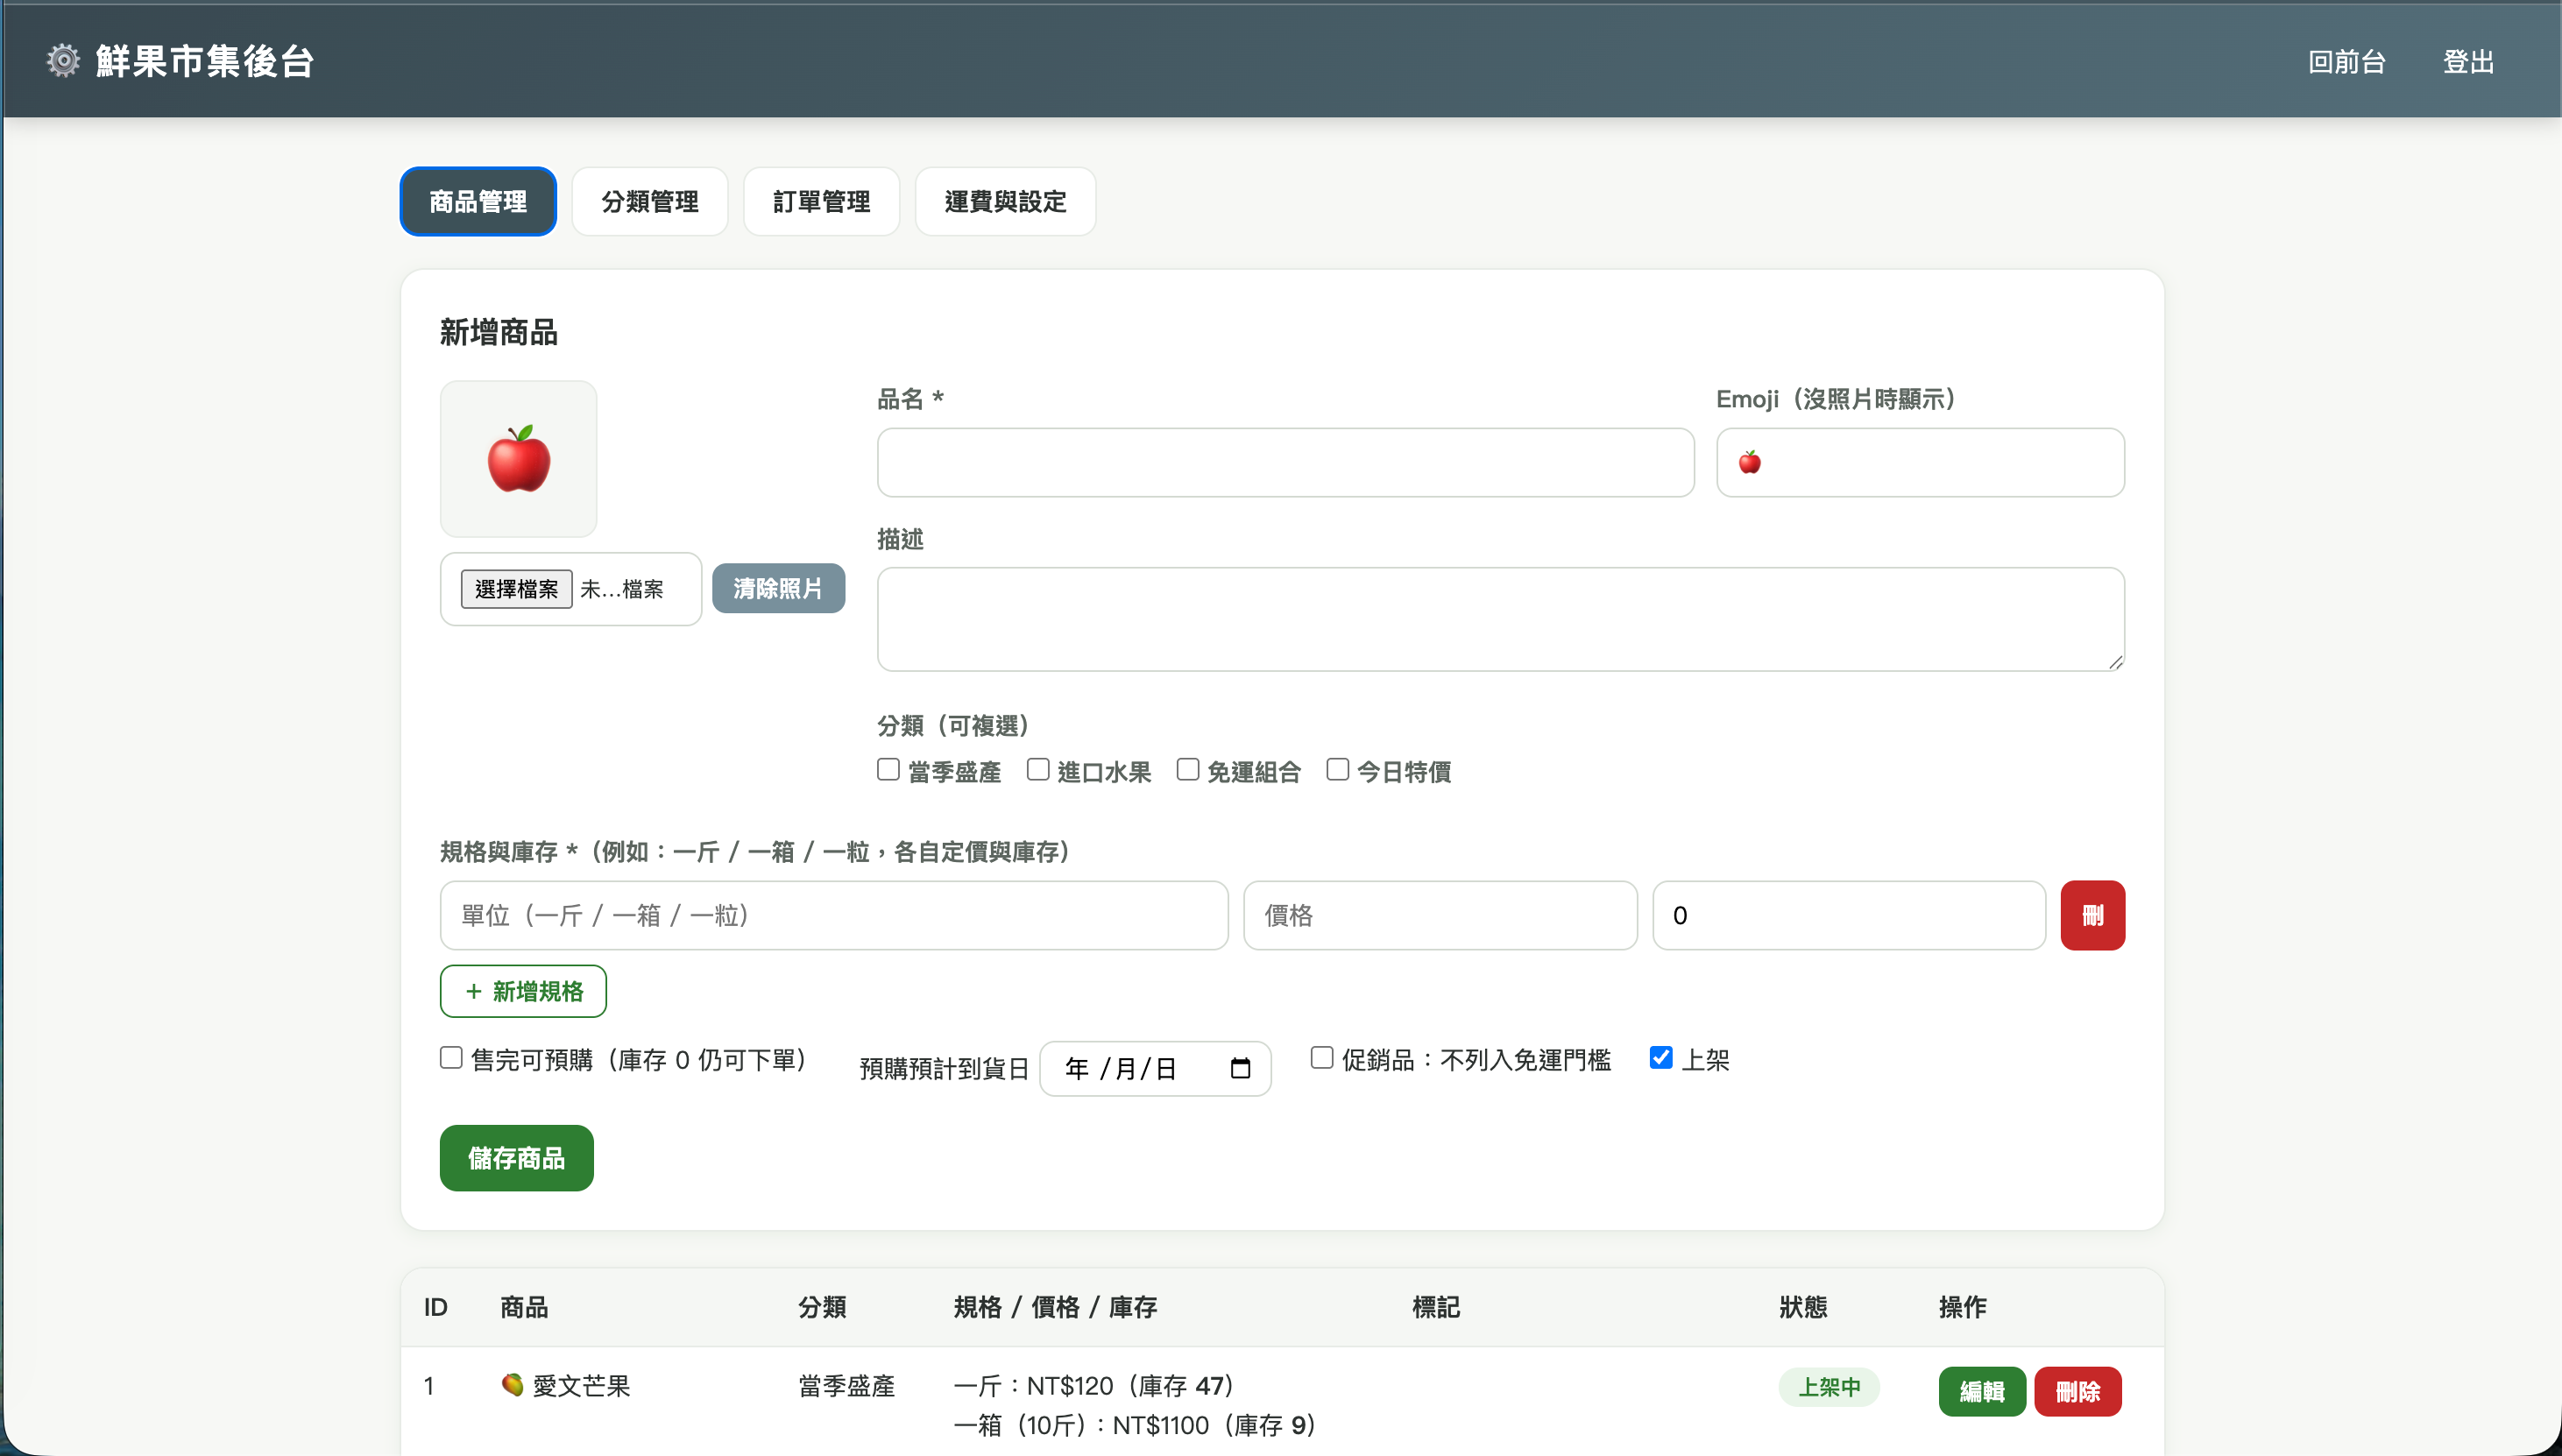 鮮果市集後台
回前台 登出
商品管理 分類管理 訂單管理 運費與設定
新增商品
品名 * Emoji（沒照片時顯示）
描述
選擇檔案 未...檔案 清除照片
分類（可複選）
當季盛產 進口水果 免運組合 今日特價
規格與庫存 *（例如：一斤 / 一箱 / 一粒，各自定價與庫存）
單位（一斤 / 一箱 / 一粒） 價格 0 刪
+ 新增規格
售完可預購（庫存 0 仍可下單） 預購預計到貨日 年 /月/日 促銷品：不列入免運門檻 上架
儲存商品
ID 商品 分類 規格 / 價格 / 庫存 標記 狀態 操作
1 愛文芒果 當季盛產 一斤：NT$120（庫存 47） 上架中 編輯 刪除
一箱（10斤）：NT$1100（庫存 9）